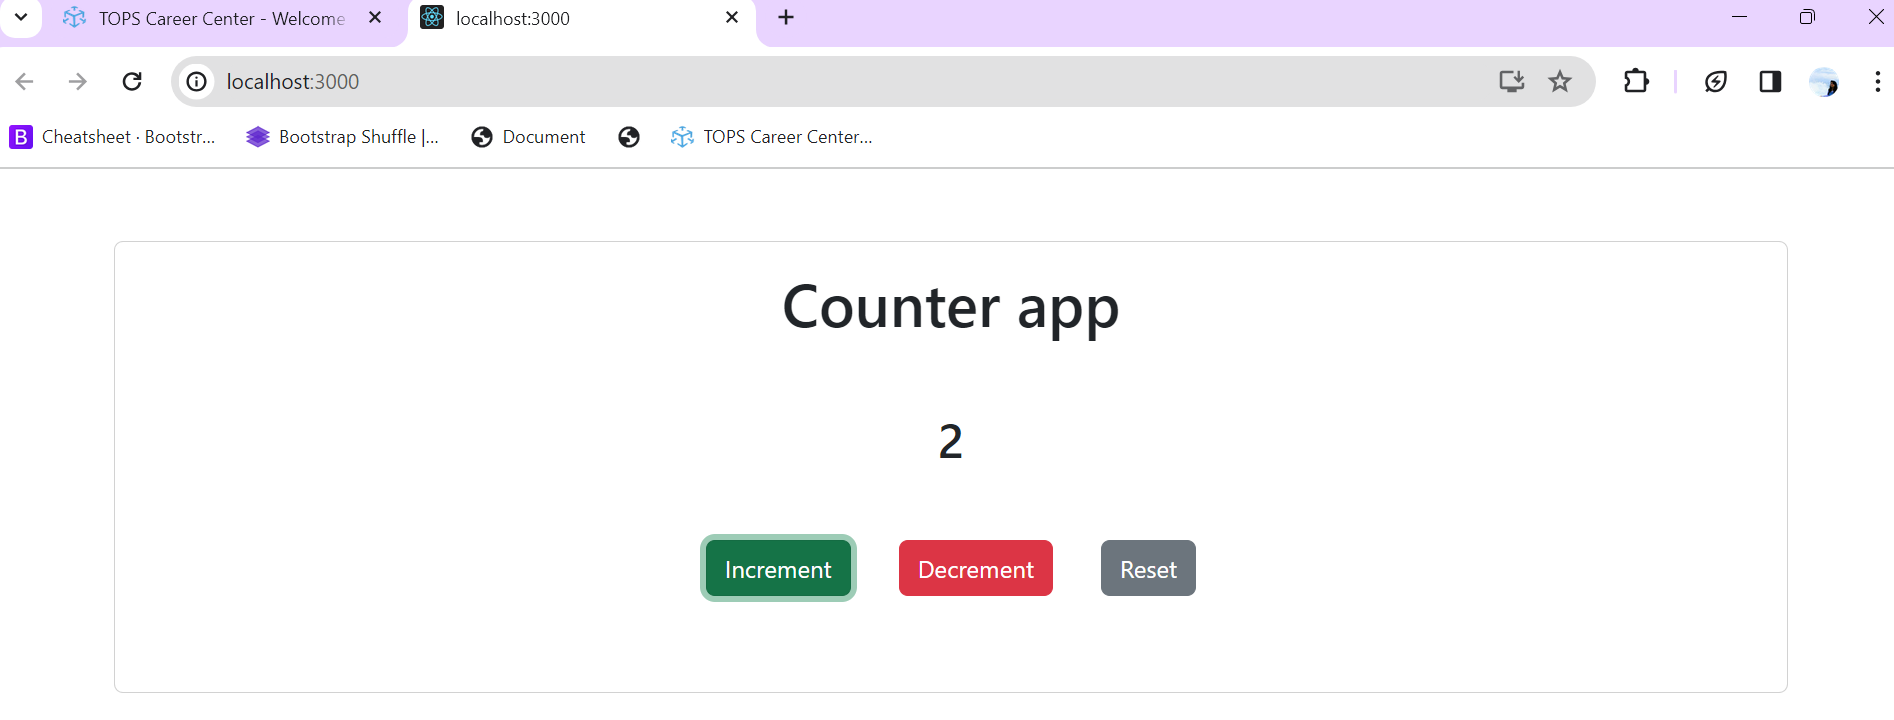 TOPS Career Center - Welcome
localhost:3000
localhost:3000
B Cheatsheet · Bootstr... Bootstrap Shuffle |... Document TOPS Career Center...
Counter app
2
Increment Decrement Reset